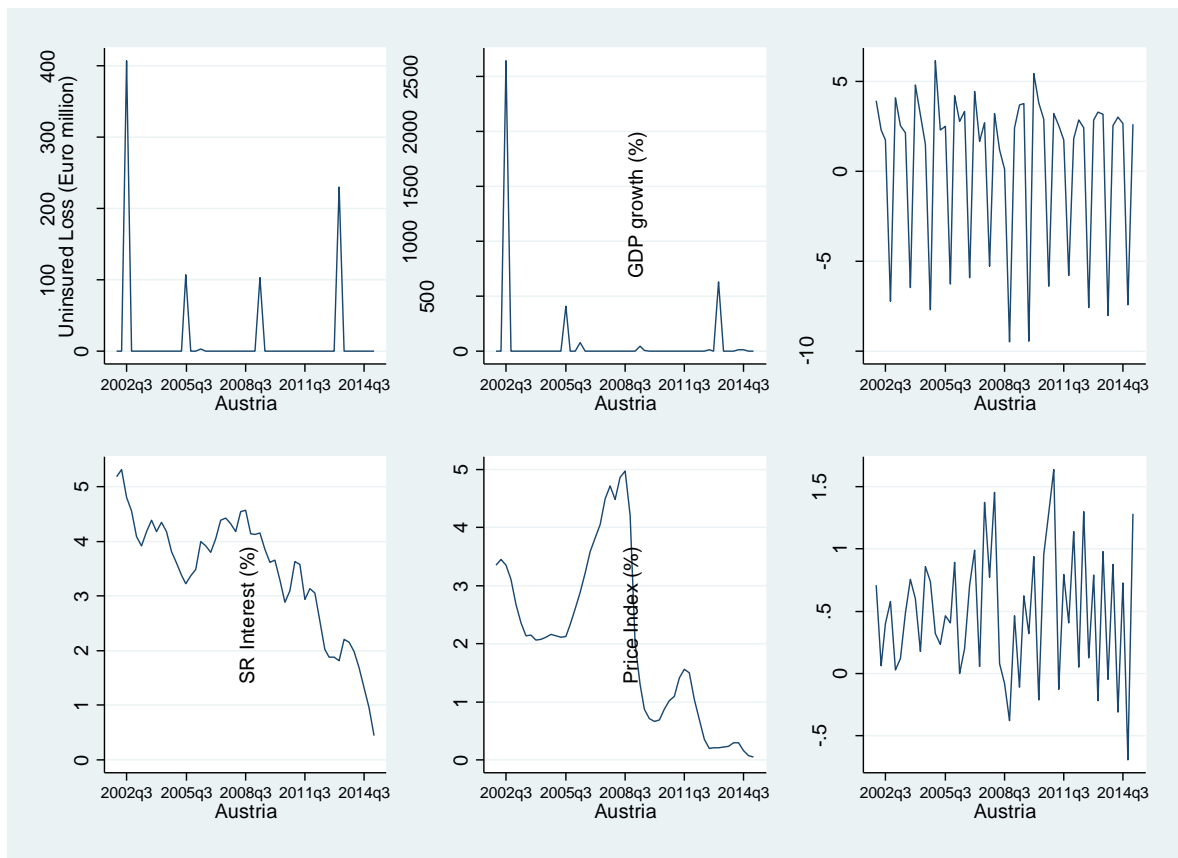 Uninsured Loss (Euro million)
0 100 200 300 400
2002q3 2005q3 2008q3 2011q3 2014q3
Austria
0 500 1000 1500 2000 2500
2002q3 2005q3 2008q3 2011q3 2014q3
Austria
GDP growth (%)
-10 -5 0 5
2002q3 2005q3 2008q3 2011q3 2014q3
Austria
0 1 2 3 4 5
2002q3 2005q3 2008q3 2011q3 2014q3
Austria
SR Interest (%)
0 1 2 3 4 5
2002q3 2005q3 2008q3 2011q3 2014q3
Austria
Price Index (%)
-.5 0 .5 1 1.5
2002q3 2005q3 2008q3 2011q3 2014q3
Austria